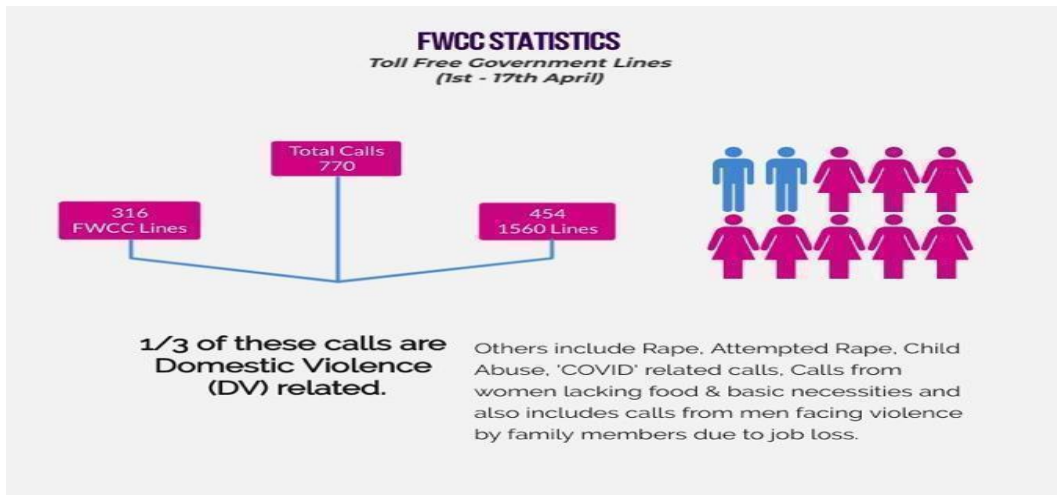 FWCC STATISTICS
Toll Free Government Lines
(1st - 17th April)
Total Calls
770
316
FWCC Lines
454
1560 Lines
1/3 of these calls are
Domestic Violence
(DV) related.
Others include Rape, Attempted Rape, Child
Abuse, 'COVID' related calls, Calls from
women lacking food & basic necessities and
also includes calls from men facing violence
by family members due to job loss.